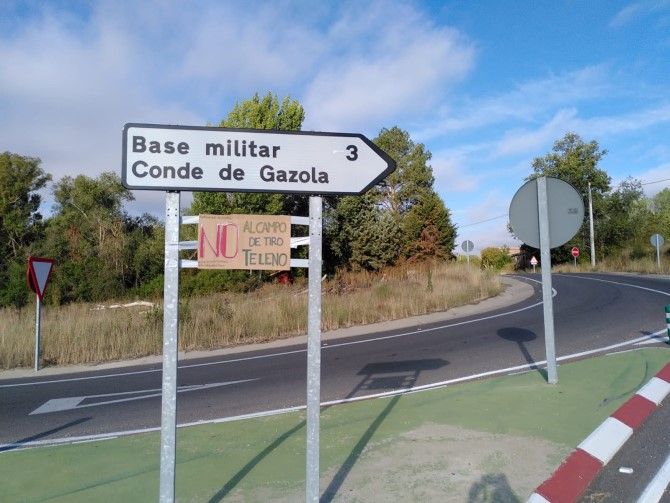 Base militar 3
Conde de Gazola
NO
AL CAMPO
DE TIRO
TELENO